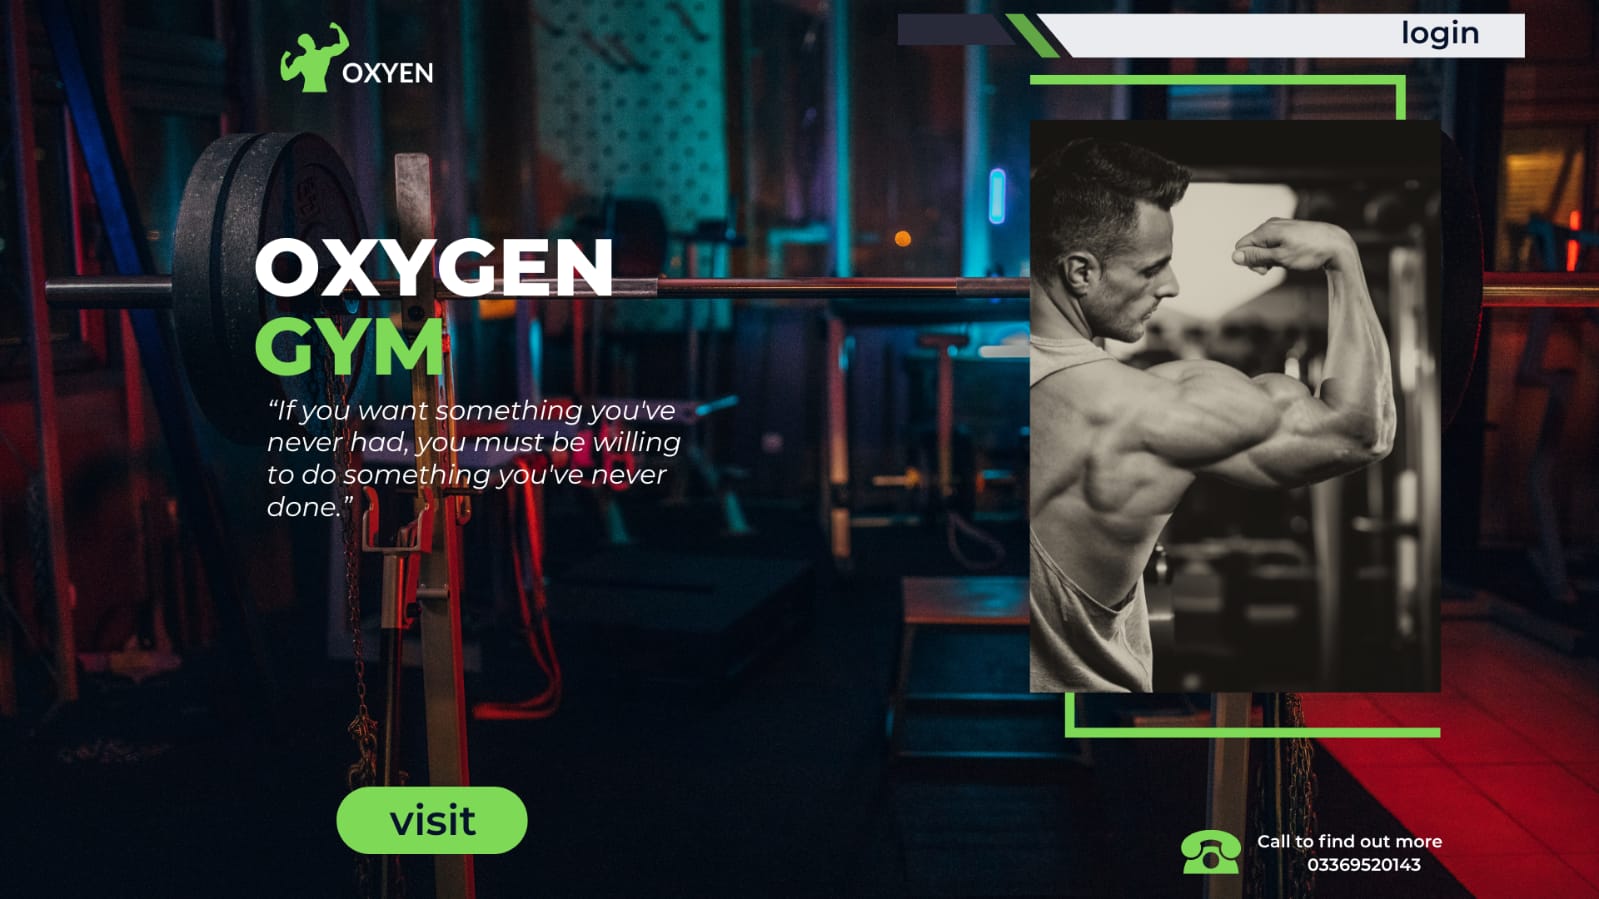 OXYEN
login
OXYGEN
GYM
“If you want something you've
never had, you must be willing
to do something you've never
done.”
visit
Call to find out more
03369520143